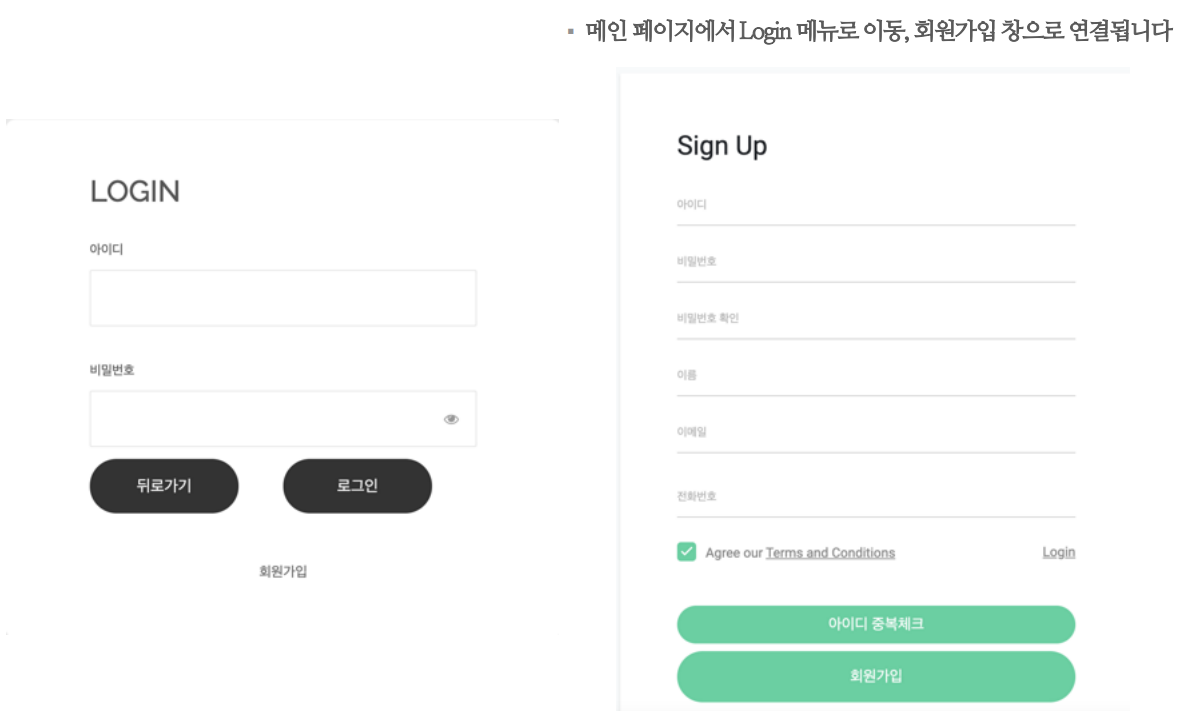 ▪ 메인 페이지에서 Login 메뉴로 이동, 회원가입 창으로 연결됩니다
LOGIN
아이디
비밀번호
뒤로가기 로그인
회원가입
Sign Up
아이디
비밀번호
비밀번호 확인
이름
이메일
전화번호
Agree our Terms and Conditions Login
아이디 중복체크
회원가입